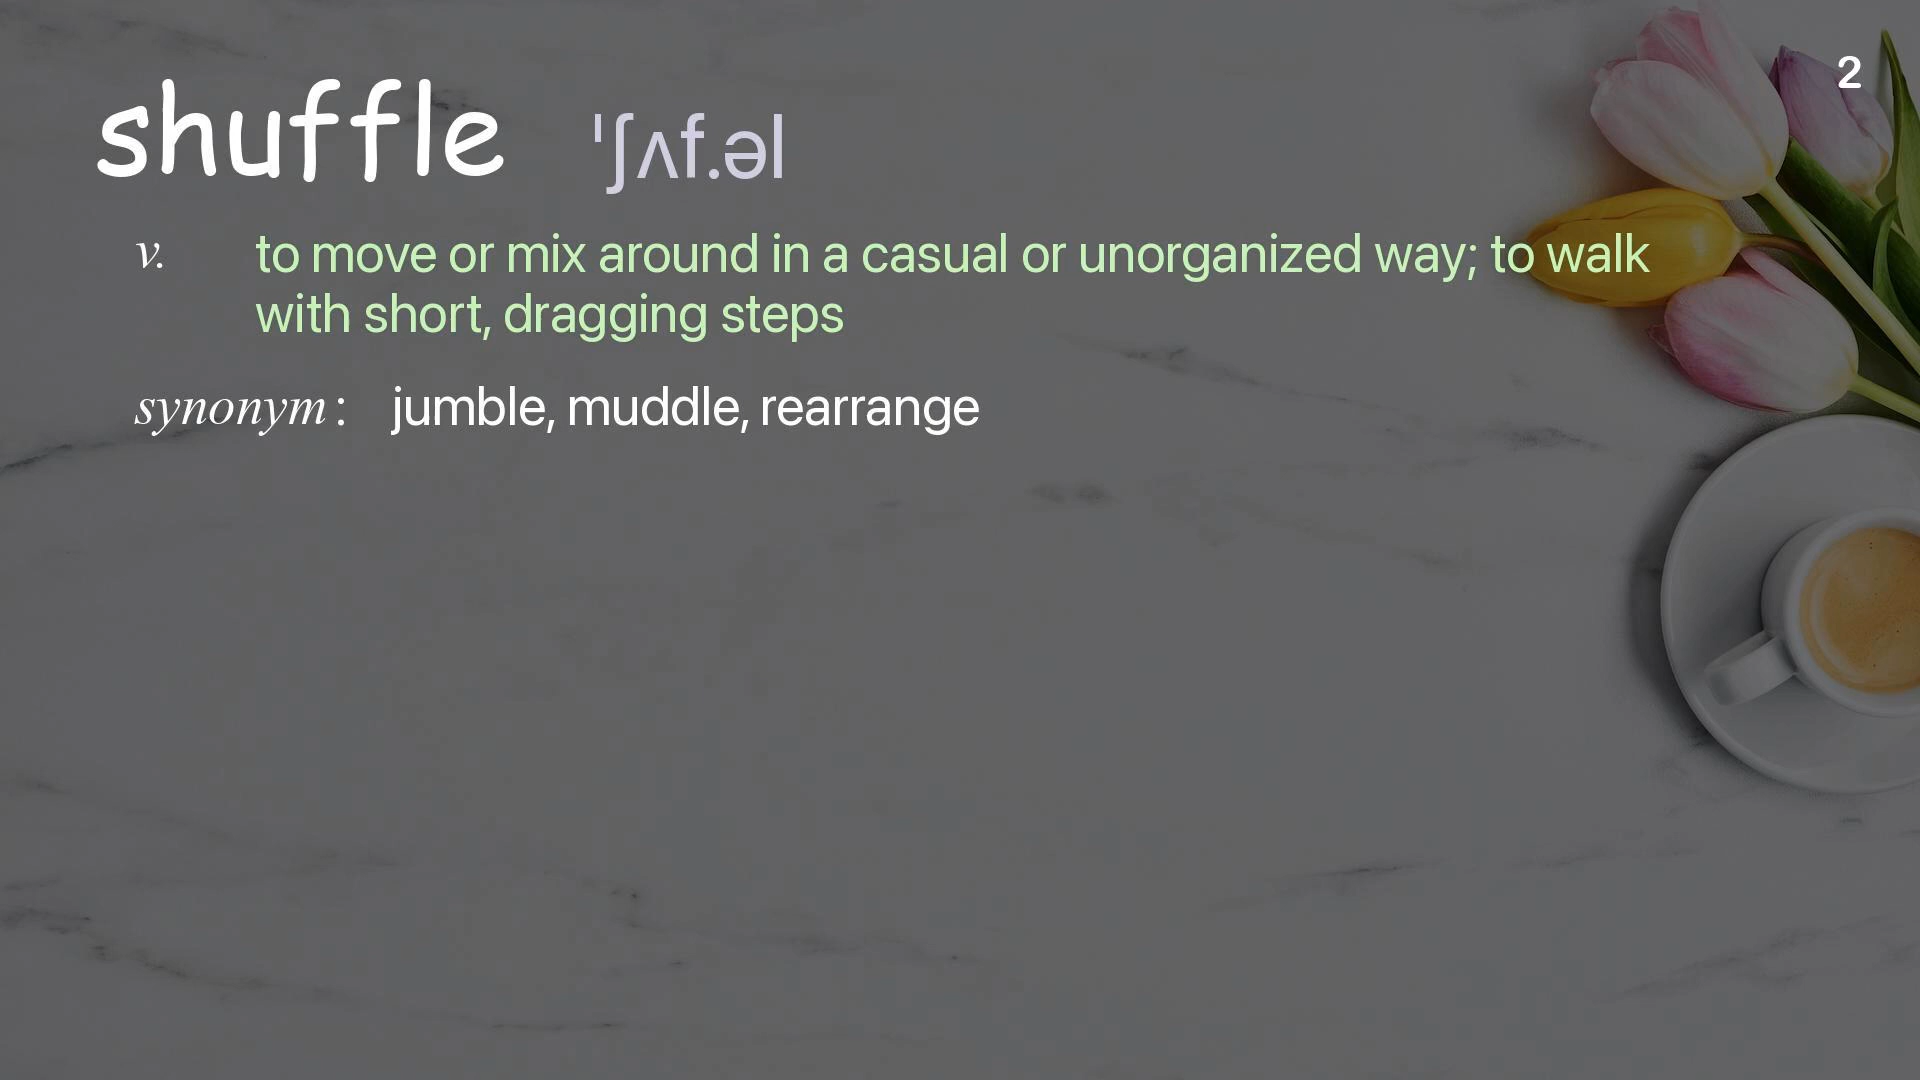 2
shuffle ˈʃʌf.əl
v. to move or mix around in a casual or unorganized way; to walk
with short, dragging steps
synonym: jumble, muddle, rearrange